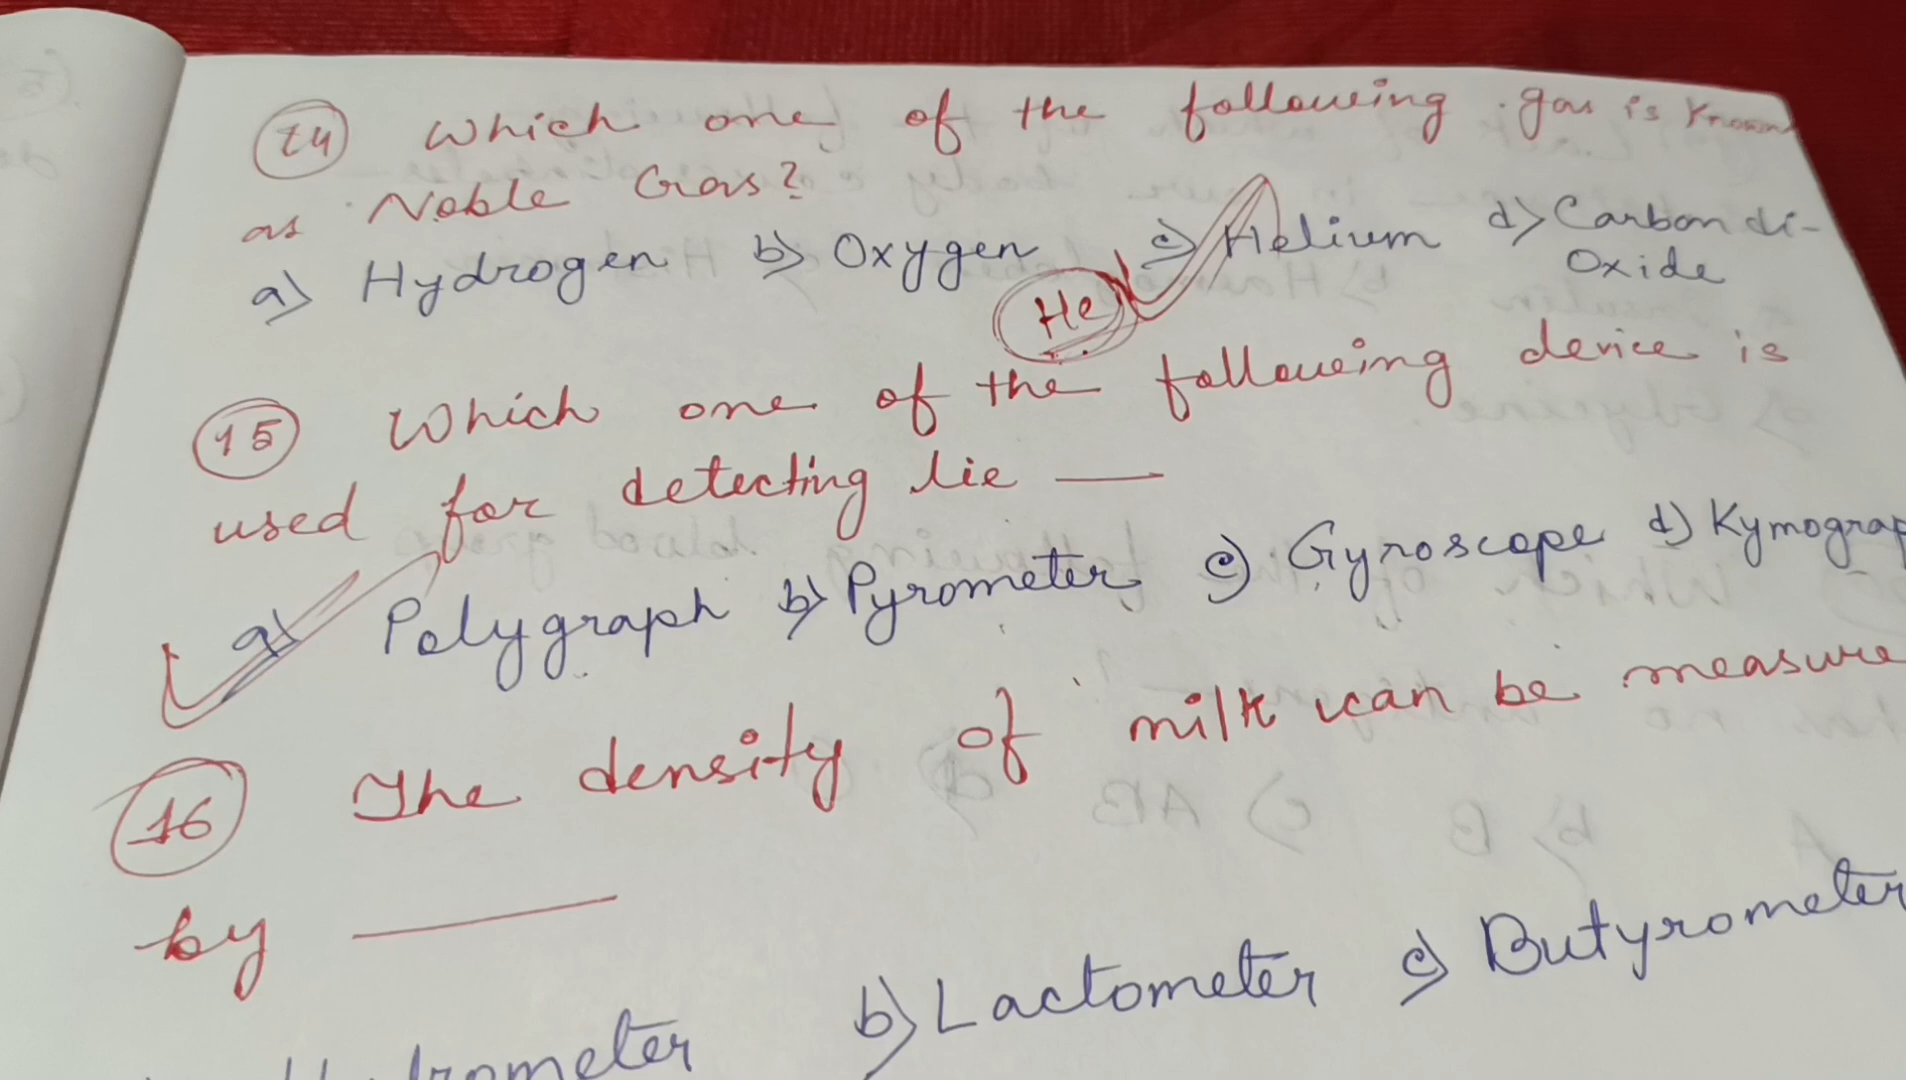 14 Which one of the following gas is known
as Noble Gas?
a) Hydrogen b) Oxygen c) Helium d) Carbon di-
Oxide
He
15 Which one of the following device is
used for detecting lie —
a) Polygraph b) Pyrometer c) Gyroscope d) Kymograp
16 The density of milk can be measure
by —
b) Lactometer c) Butyrometer